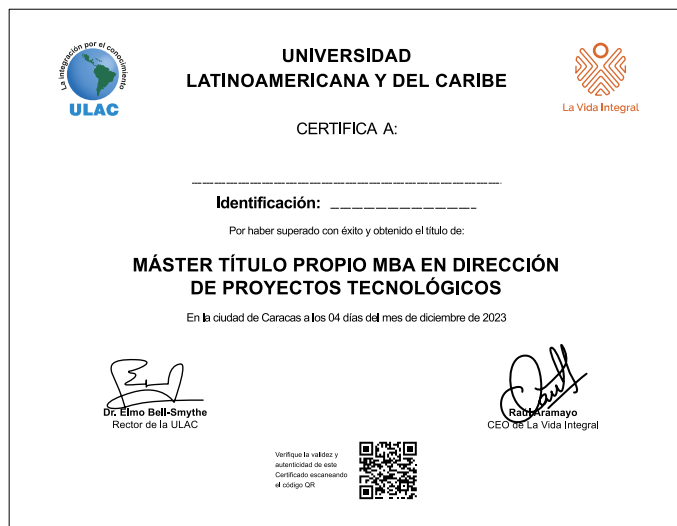 La integración por el conocimiento
ULAC
UNIVERSIDAD
LATINOAMERICANA Y DEL CARIBE
La Vida Integral
CERTIFICA A:
Identificación:
Por haber superado con éxito y obtenido el título de:
MÁSTER TÍTULO PROPIO MBA EN DIRECCIÓN
DE PROYECTOS TECNOLÓGICOS
En la ciudad de Caracas a los 04 días del mes de diciembre de 2023
Dr. Elmo Bell-Smythe
Rector de la ULAC
Raúl Aramayo
CEO de La Vida Integral
Verifique la validez y
autenticidad de este
Certificado escaneando
el código QR